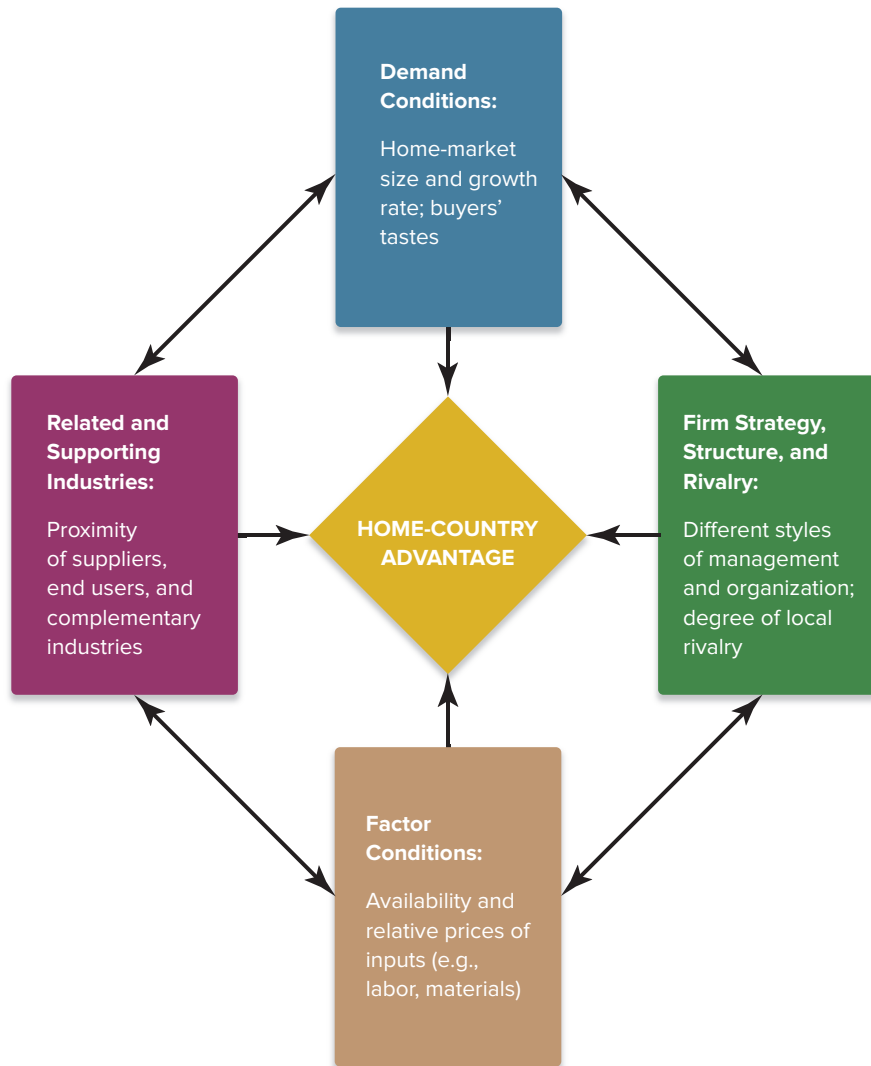 Demand
Conditions:
Home-market
size and growth
rate; buyers’
tastes
Related and
Supporting
Industries:
Proximity
of suppliers,
end users, and
complementary
industries
HOME-COUNTRY
ADVANTAGE
Firm Strategy,
Structure, and
Rivalry:
Different styles
of management
and organization;
degree of local
rivalry
Factor
Conditions:
Availability and
relative prices of
inputs (e.g.,
labor, materials)